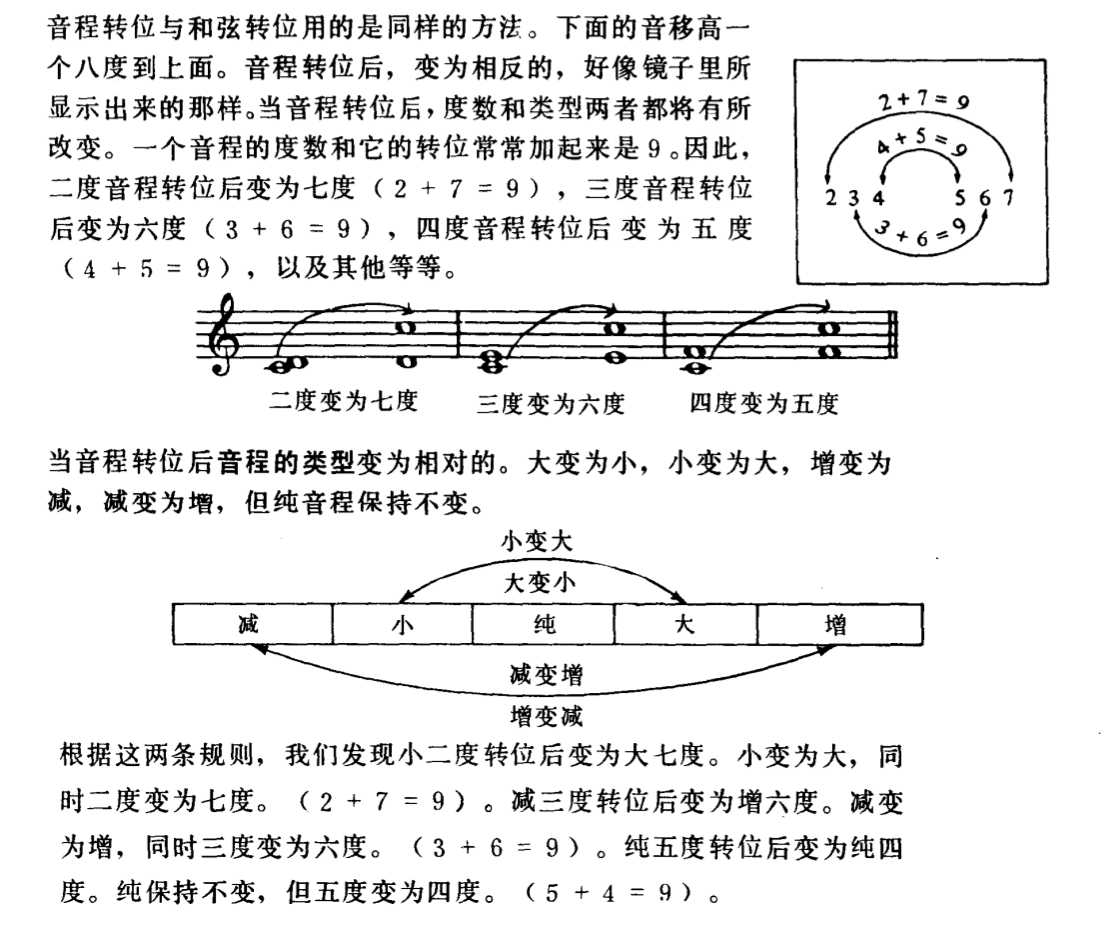 音程转位与和弦转位用的是同样的方法。下面的音移高一
个八度到上面。音程转位后，变为相反的，好像镜子里所
显示出来的那样。当音程转位后，度数和类型两者都将有所
改变。一个音程的度数和它的转位常常加起来是9。因此，
二度音程转位后变为七度（2 + 7 = 9），三度音程转位
后变为六度（3 + 6 = 9），四度音程转位后变为五度
（4 + 5 = 9），以及其他等等。
2 + 7 = 9
4 + 5 = 9
2 3 4 5 6 7
3 + 6 = 9
二度变为七度 三度变为六度 四度变为五度
当音程转位后音程的类型变为相对的。大变为小，小变为大，增变为
减，减变为增，但纯音程保持不变。
小变大
大变小
减 小 纯 大 增
减变增
增变减
根据这两条规则，我们发现小二度转位后变为大七度。小变为大，同
时二度变为七度。（2 + 7 = 9）。减三度转位后变为增六度。减变
为增，同时三度变为六度。（3 + 6 = 9）。纯五度转位后变为纯四
度。纯保持不变，但五度变为四度。（5 + 4 = 9）。